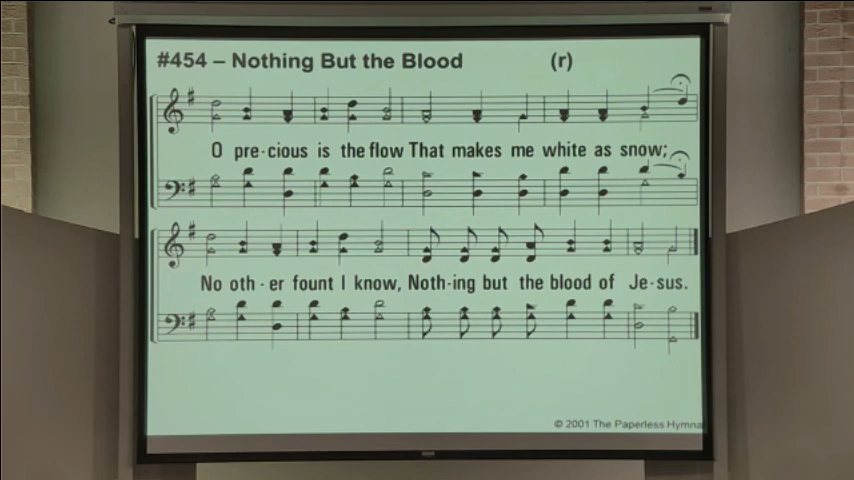 #454 – Nothing But the Blood (r)
O pre-cious is the flow That makes me white as snow;
No oth-er fount I know, Noth-ing but the blood of Je-sus.
© 2001 The Paperless Hymna